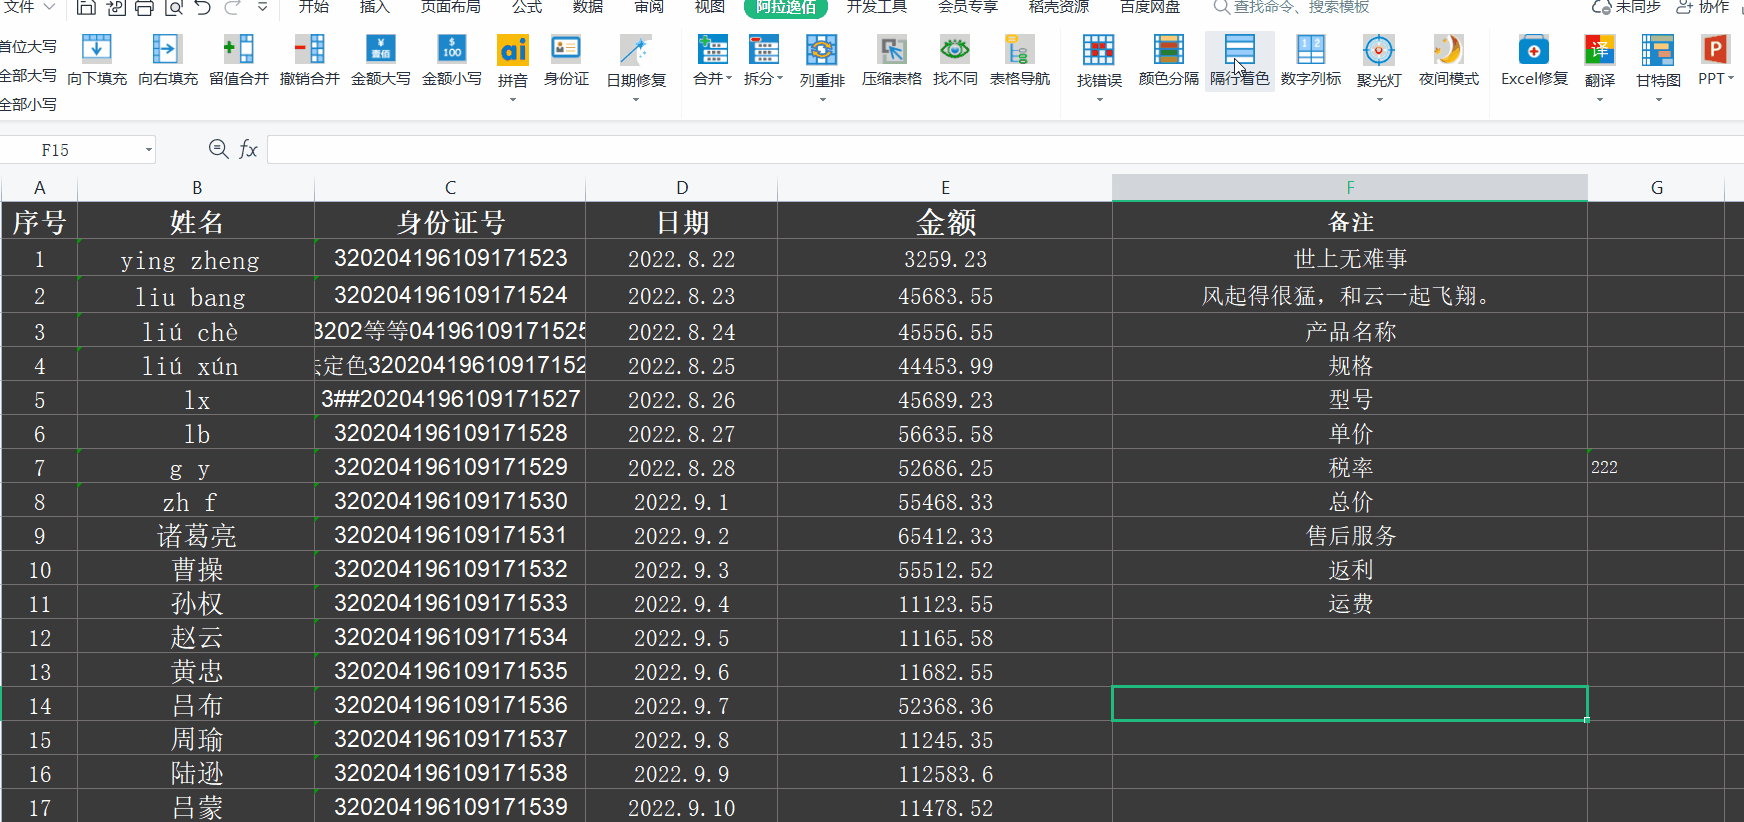 文件 开始 插入 页面布局 公式 数据 审阅 视图 阿拉逸佰 开发工具 会员专享 稻壳资源 百度网盘 查找命令、搜索模板 未同步 协作
首位大写
全部大写
全部小写
向下填充 向右填充 留值合并 撤销合并 金额大写 金额小写 拼音 身份证 日期修复 合并 拆分 列重排 压缩表格 找不同 表格导航 找错误 颜色分隔 隔行着色 数字列标 聚光灯 夜间模式 Excel修复 翻译 甘特图 PPT
F15 fx
A B C D E F G
序号 姓名 身份证号 日期 金额 备注
1 ying zheng 320204196109171523 2022.8.22 3259.23 世上无难事
2 liu bang 320204196109171524 2022.8.23 45683.55 风起得很猛，和云一起飞翔。
3 liú chè 3202等等04196109171525 2022.8.24 45556.55 产品名称
4 liú xún 定色32020419610917152 2022.8.25 44453.99 规格
5 lx 3##20204196109171527 2022.8.26 45689.23 型号
6 lb 320204196109171528 2022.8.27 56635.58 单价
7 g y 320204196109171529 2022.8.28 52686.25 税率 222
8 zh f 320204196109171530 2022.9.1 55468.33 总价
9 诸葛亮 320204196109171531 2022.9.2 65412.33 售后服务
10 曹操 320204196109171532 2022.9.3 55512.52 返利
11 孙权 320204196109171533 2022.9.4 11123.55 运费
12 赵云 320204196109171534 2022.9.5 11165.58
13 黄忠 320204196109171535 2022.9.6 11682.55
14 吕布 320204196109171536 2022.9.7 52368.36
15 周瑜 320204196109171537 2022.9.8 11245.35
16 陆逊 320204196109171538 2022.9.9 112583.6
17 吕蒙 320204196109171539 2022.9.10 11478.52